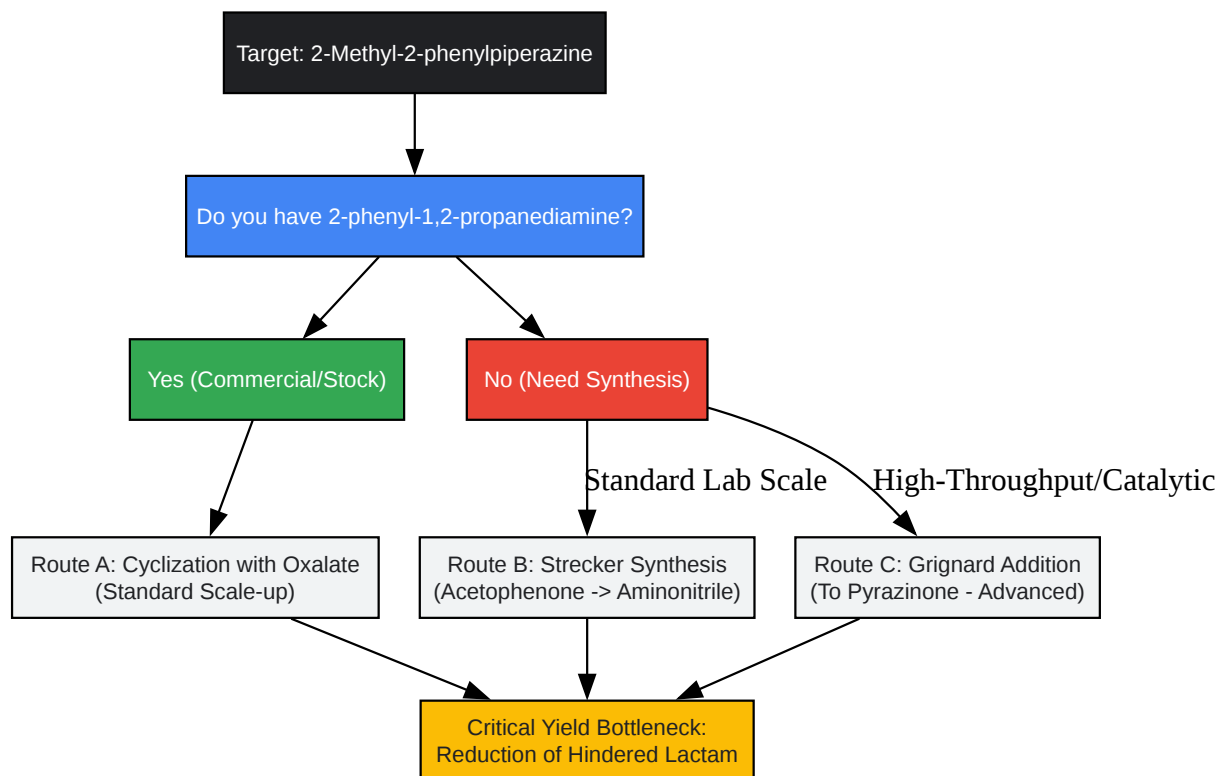 Target: 2-Methyl-2-phenylpiperazine
Do you have 2-phenyl-1,2-propanediamine?
Yes (Commercial/Stock)
No (Need Synthesis)
Standard Lab Scale
High-Throughput/Catalytic
Route A: Cyclization with Oxalate
(Standard Scale-up)
Route B: Strecker Synthesis
(Acetophenone -> Aminonitrile)
Route C: Grignard Addition
(To Pyrazinone - Advanced)
Critical Yield Bottleneck:
Reduction of Hindered Lactam